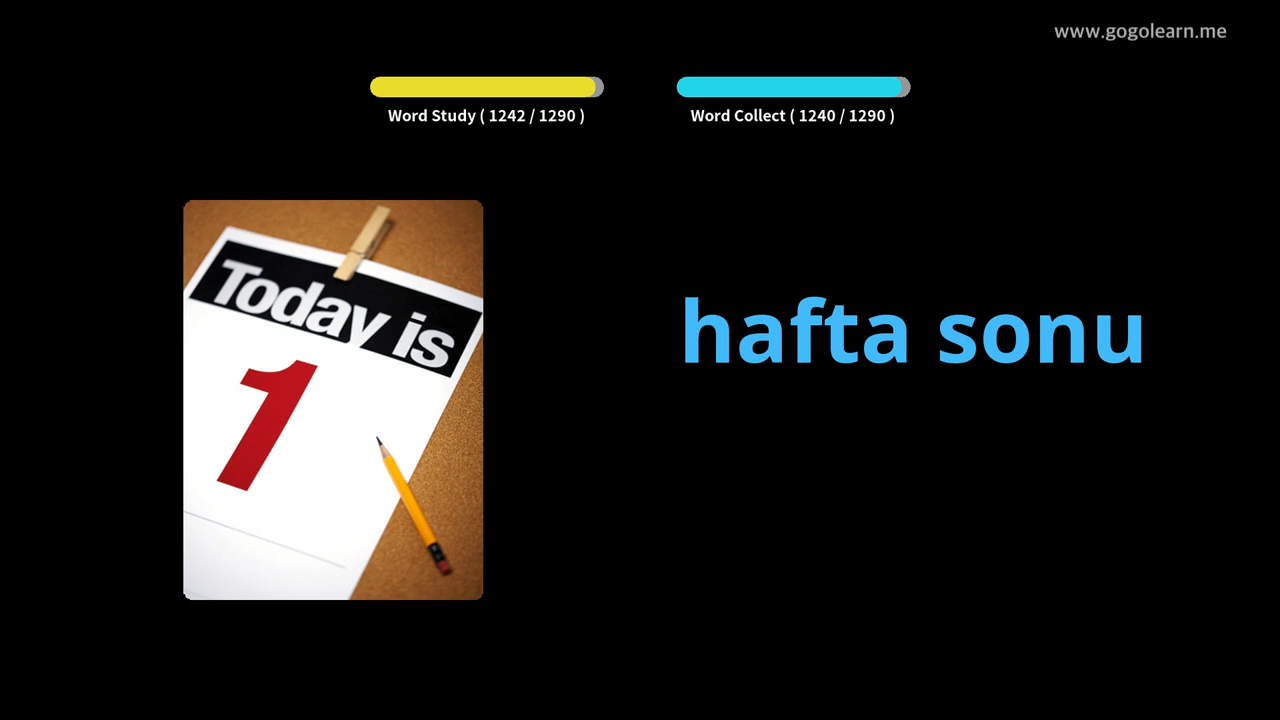 www.gogolearn.me
Word Study ( 1242 / 1290 )
Word Collect ( 1240 / 1290 )
Today is
1
hafta sonu